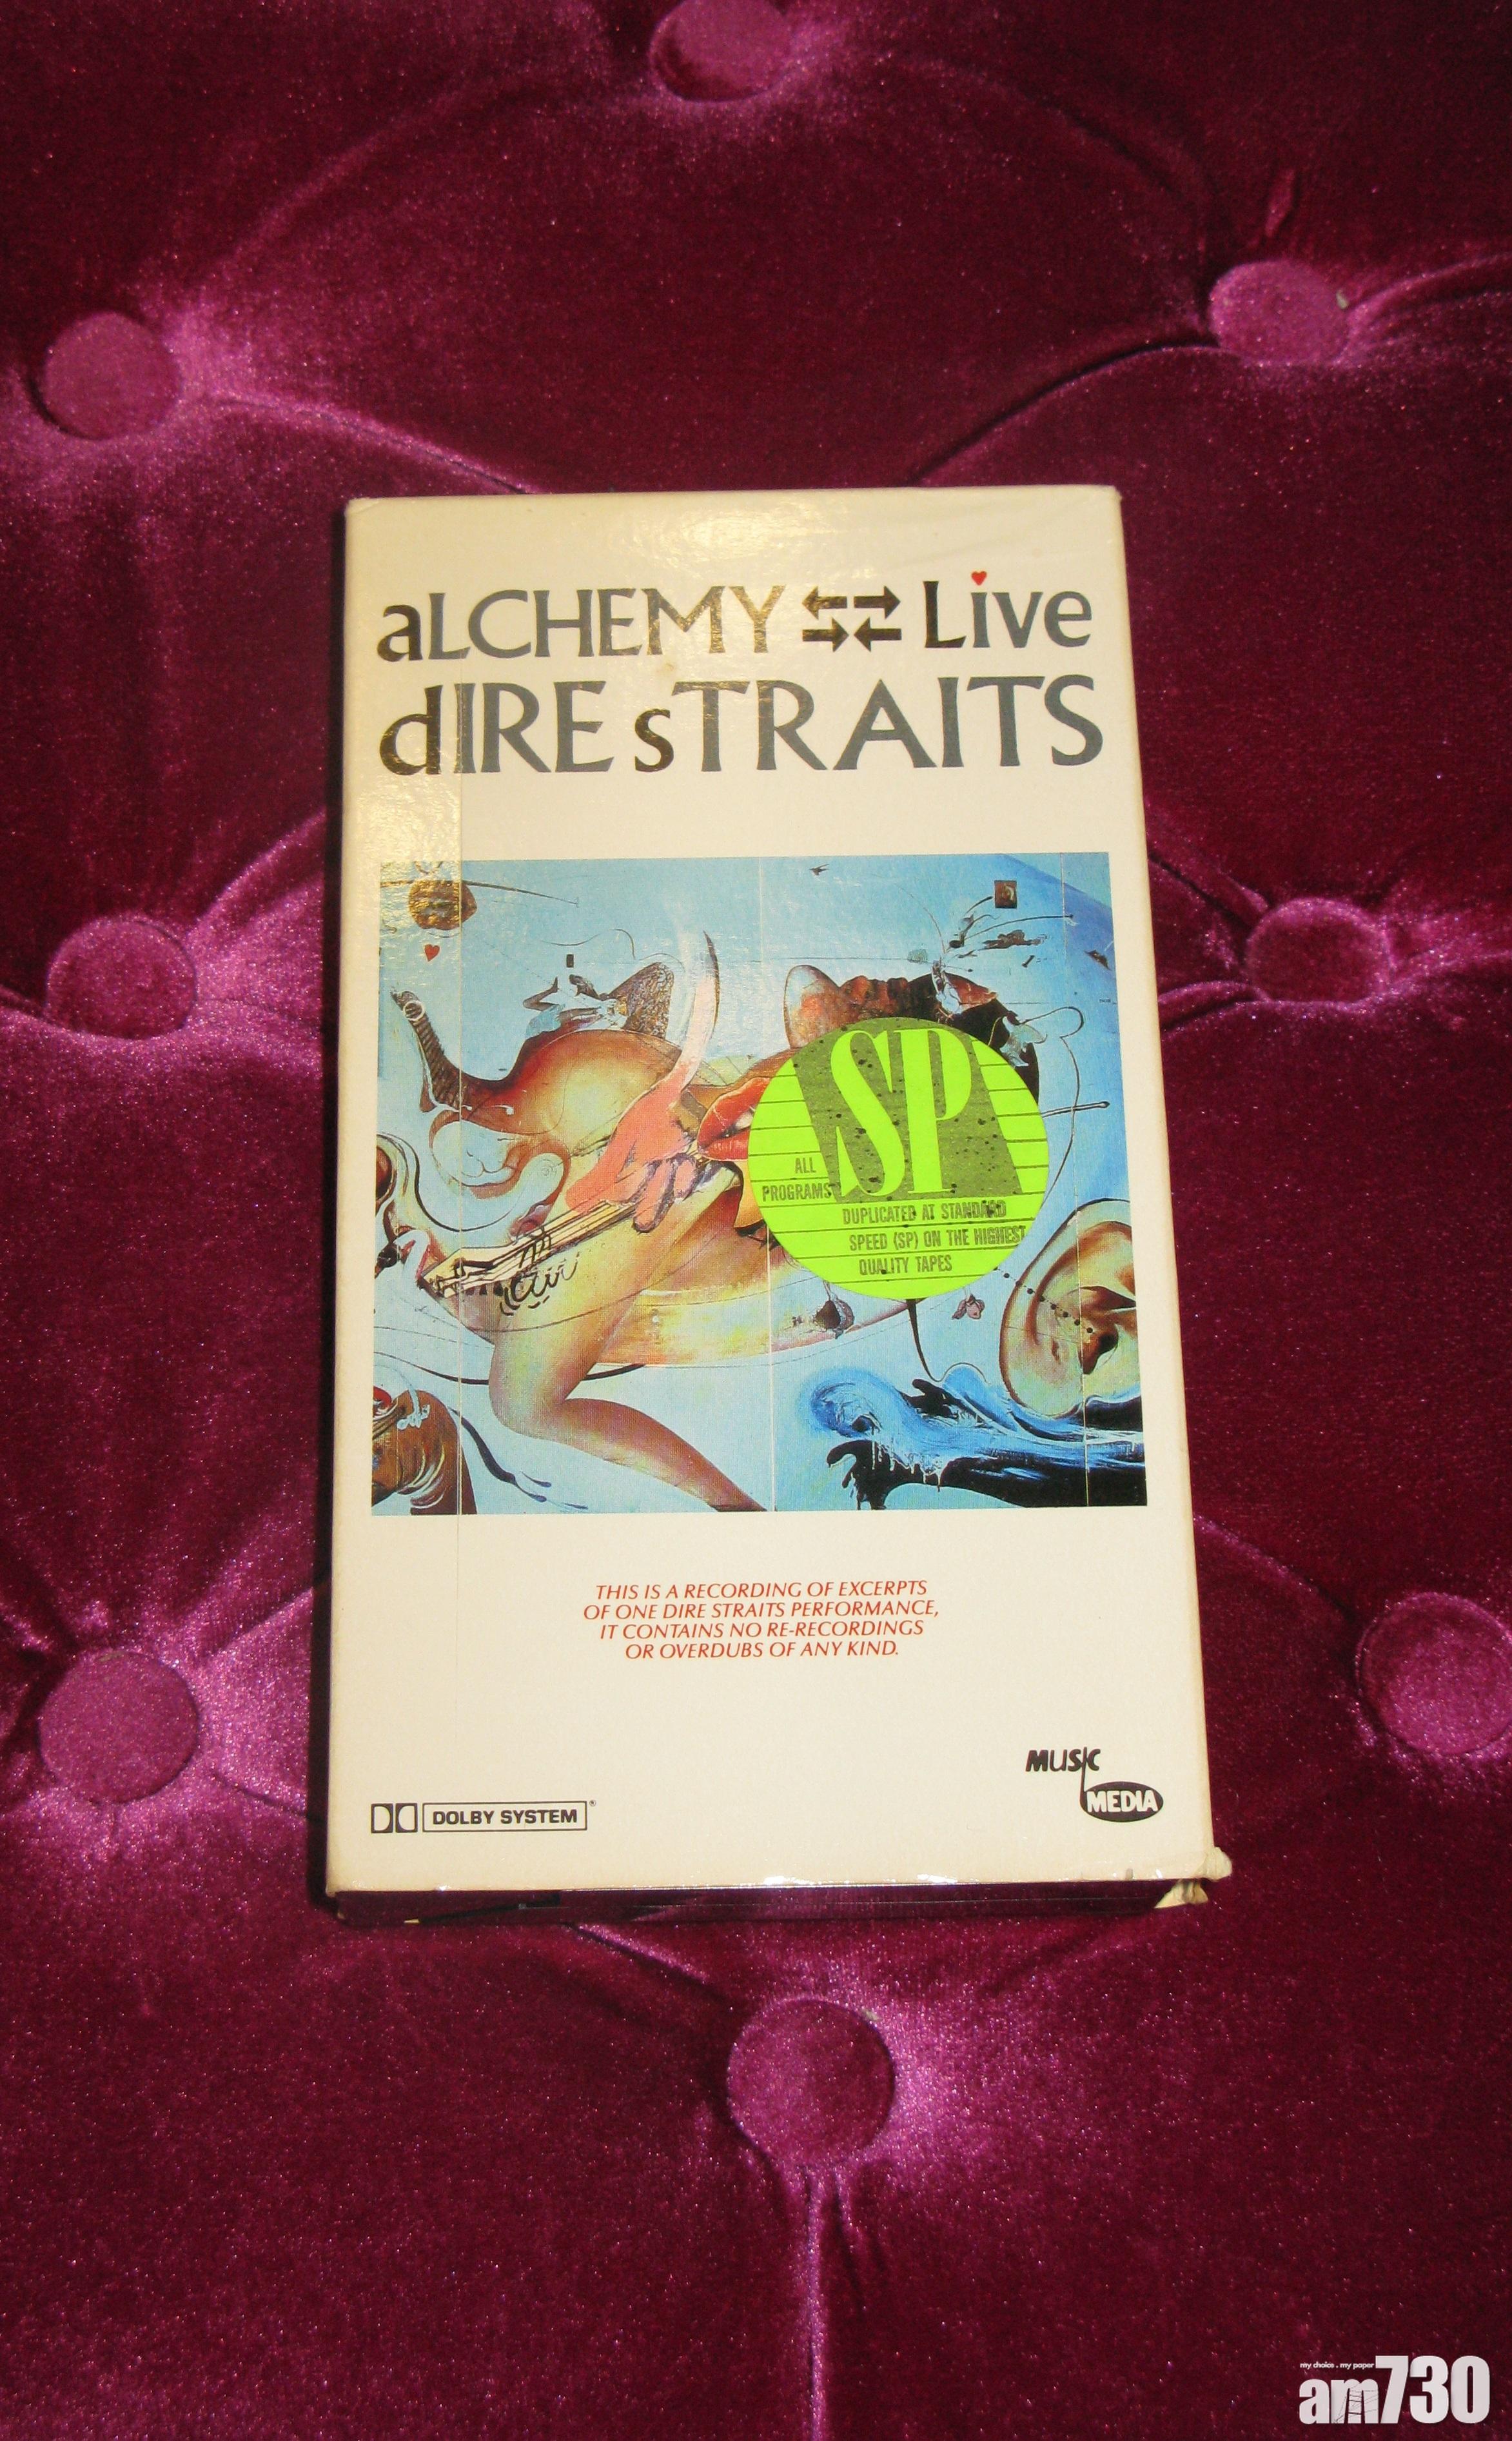 aLCHEMY Live
dIRE sTRAITS
SP
ALL
PROGRAMS
DUPLICATED AT STANDARD
SPEED (SP) ON THE HIGHEST
QUALITY TAPES
THIS IS A RECORDING OF EXCERPTS
OF ONE DIRE STRAITS PERFORMANCE,
IT CONTAINS NO RE-RECORDINGS
OR OVERDUBS OF ANY KIND.
MUSIC
MEDIA
DOLBY SYSTEM®
my choice . my paper
am730